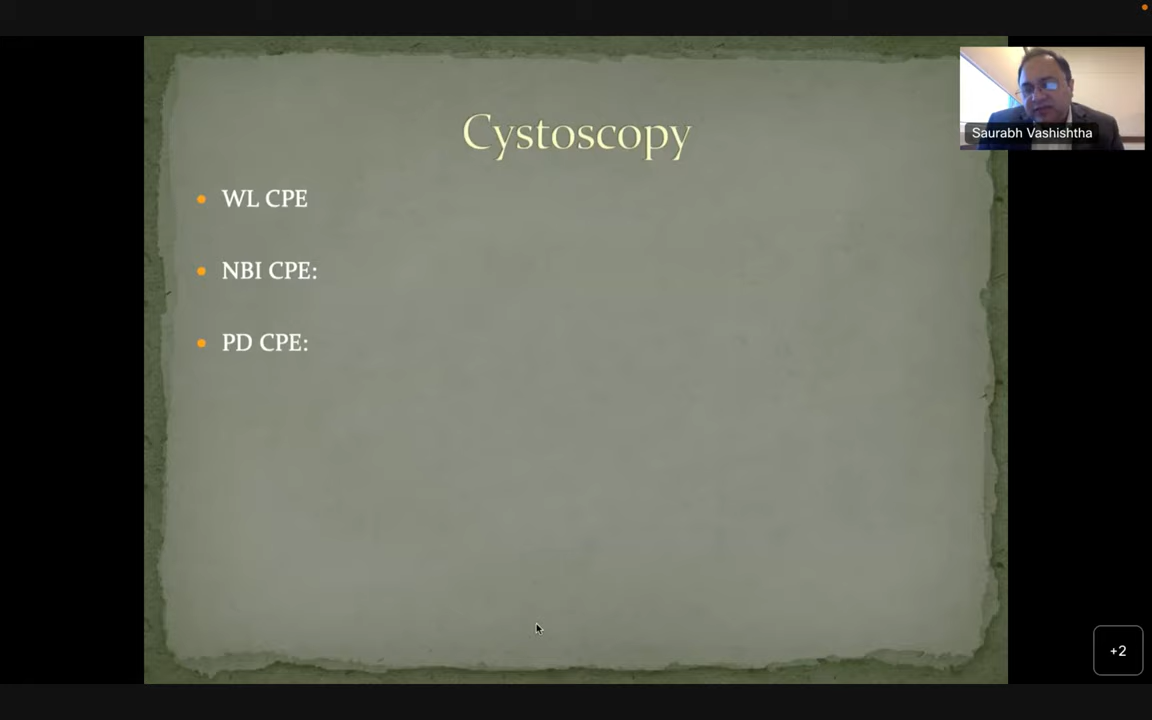 Cystoscopy
Saurabh Vashishtha
• WL CPE
• NBI CPE:
• PD CPE:
+2